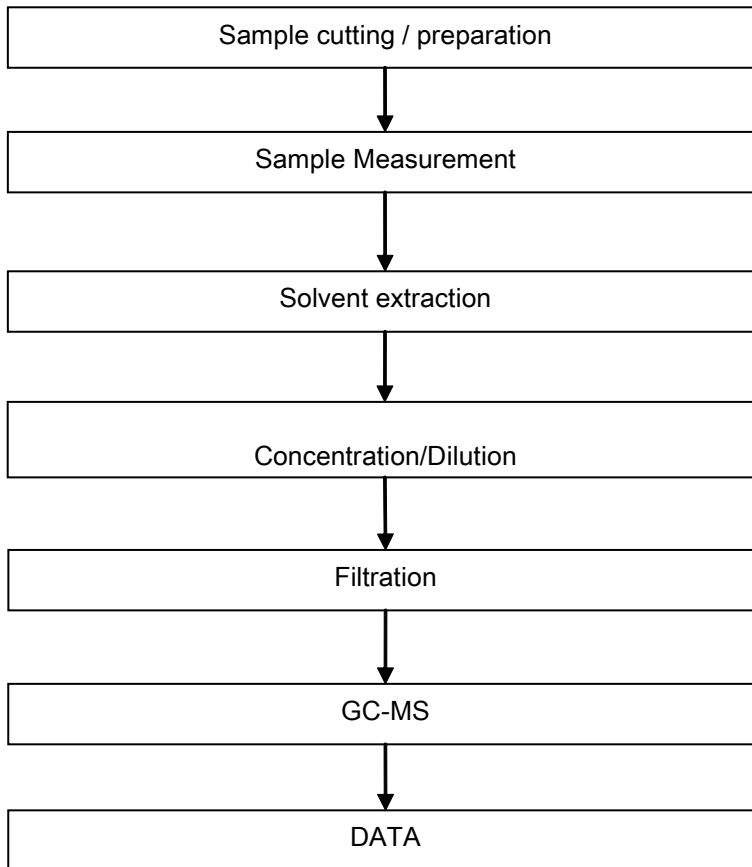 Sample cutting / preparation
Sample Measurement
Solvent extraction
Concentration/Dilution
Filtration
GC-MS
DATA